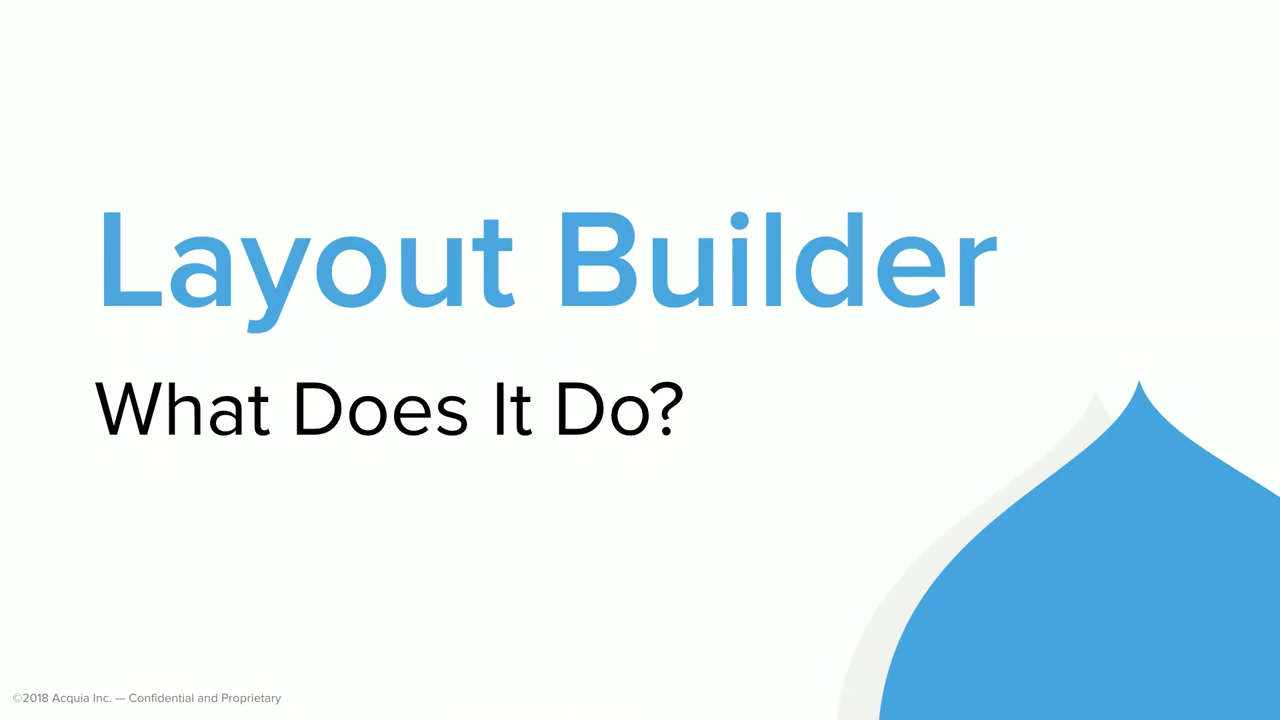 Layout Builder
What Does It Do?
©2018 Acquia Inc. — Confidential and Proprietary